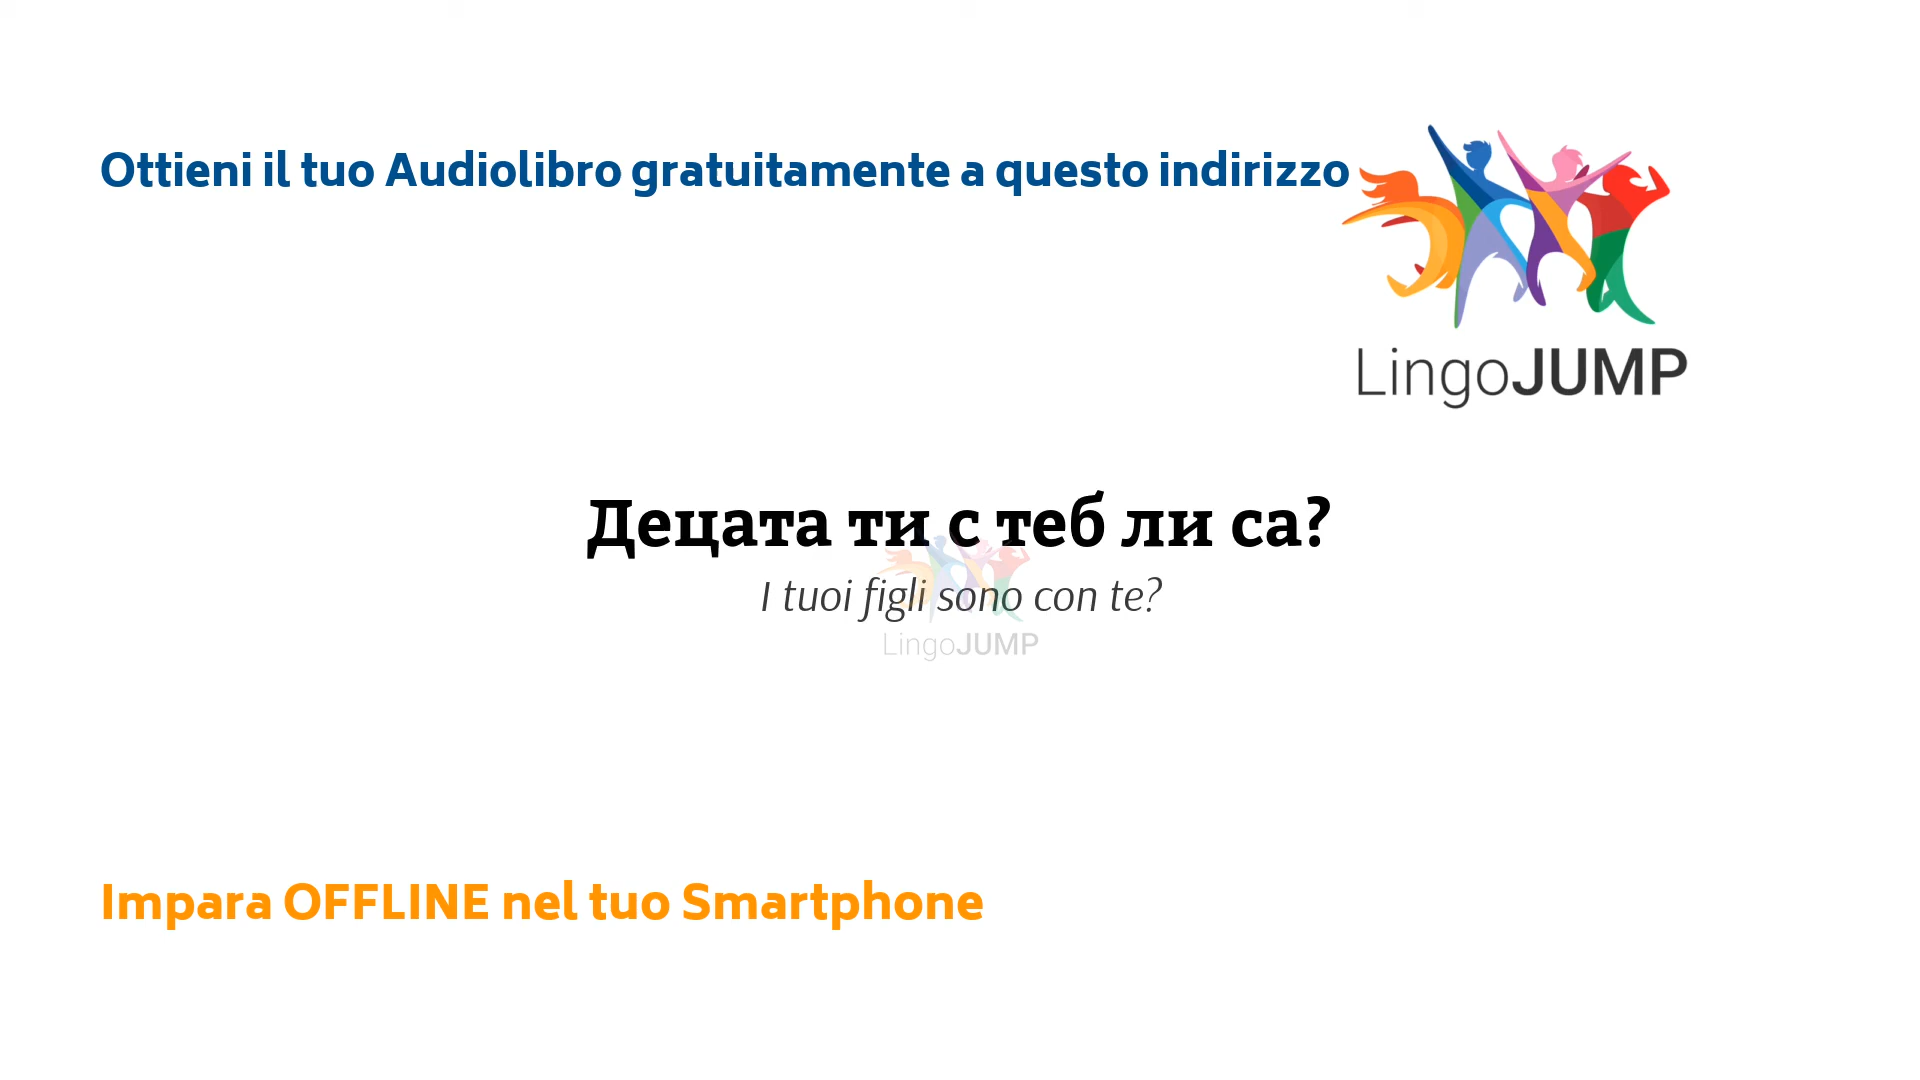 Ottieni il tuo Audiolibro gratuitamente a questo indirizzo
LingoJUMP
Децата ти с теб ли са?
I tuoi figli sono con te?
LingoJUMP
Impara OFFLINE nel tuo Smartphone